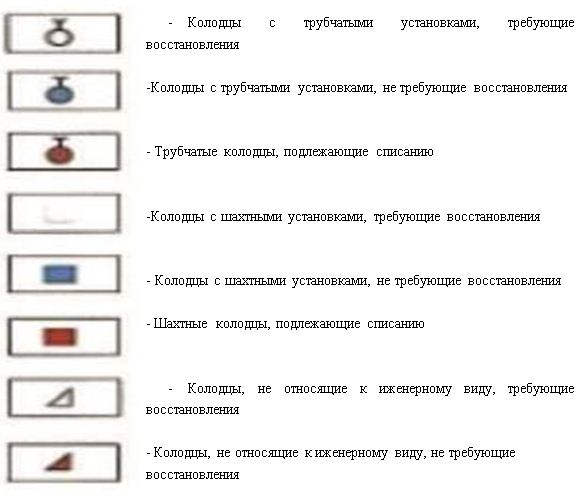 - Колодцы с трубчатыми установками, требующие
восстановления
-Колодцы с трубчатыми установками, не требующие восстановления
- Трубчатые колодцы, подлежающие списанию
-Колодцы с шахтными установками, требующие восстановления
- Колодцы с шахтными установками, не требующие восстановления
- Шахтные колодцы, подлежающие списанию
- Колодцы, не относящие к иженерному виду, требующие
восстановления
- Колодцы, не относящие к иженерному виду, не требующие
восстановления